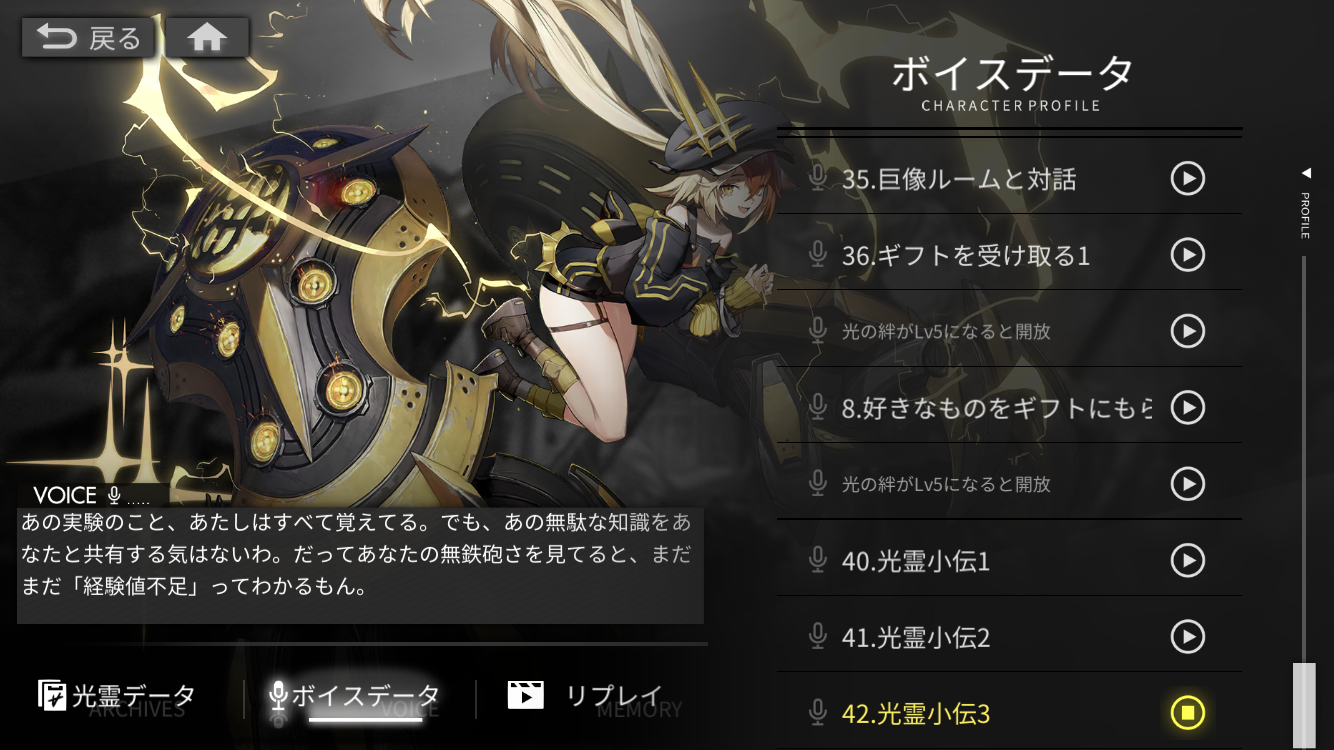 戻る
ボイスデータ
CHARACTER PROFILE
35.巨像ルームと対話
36.ギフトを受け取る1
光の絆がLv5になると開放
8.好きなものをギフトにもら
光の絆がLv5になると開放
40.光霊小伝1
41.光霊小伝2
42.光霊小伝3
PROFILE
VOICE .....
あの実験のこと、あたしはすべて覚えてる。でも、あの無駄な知識をあ
なたと共有する気はないわ。だってあなたの無鉄砲さを見てると、まだ
まだ「経験値不足」ってわかるもん。
光霊データ
ARCHIVES
ボイスデータ
VOICE
リプレイ
MEMORY